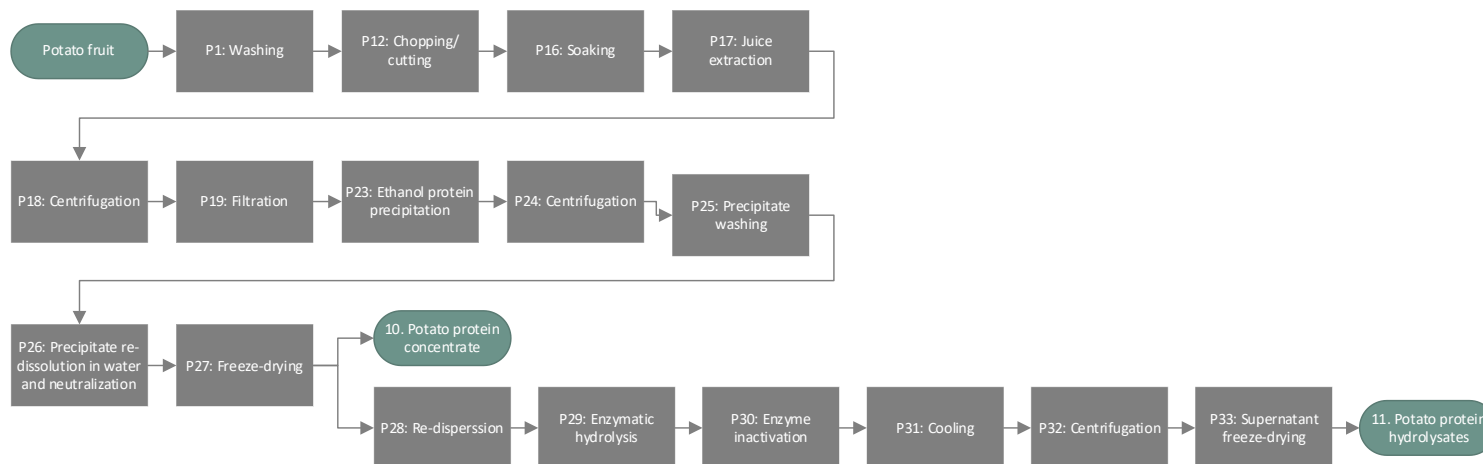 Potato fruit
P1: Washing
P12: Chopping/
cutting
P16: Soaking
P17: Juice
extraction
P18: Centrifugation
P19: Filtration
P23: Ethanol protein
precipitation
P24: Centrifugation
P25: Precipitate
washing
P26: Precipitate re-
dissolution in water
and neutralization
P27: Freeze-drying
10. Potato protein
concentrate
P28: Re-disperssion
P29: Enzymatic
hydrolysis
P30: Enzyme
inactivation
P31: Cooling
P32: Centrifugation
P33: Supernatant
freeze-drying
11. Potato protein
hydrolysates